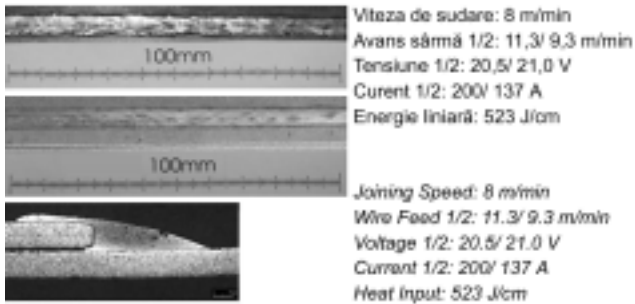 Viteza de sudare: 8 m/min
Avans sârmă 1/2: 11,3/ 9,3 m/min
Tensiune 1/2: 20,5/ 21,0 V
Curent 1/2: 200/ 137 A
Energie liniară: 523 J/cm
100mm
100mm
Joining Speed: 8 m/min
Wire Feed 1/2: 11.3/ 9.3 m/min
Voltage 1/2: 20.5/ 21.0 V
Current 1/2: 200/ 137 A
Heat Input: 523 J/cm